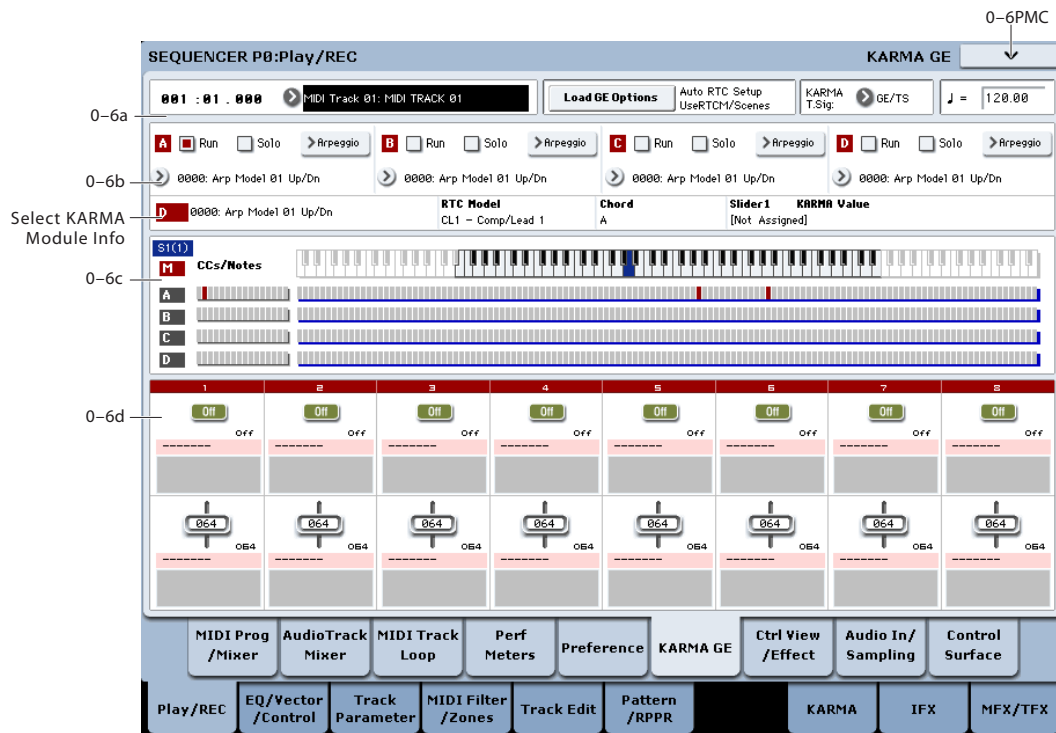 0–6PMC
SEQUENCER P0:Play/REC
KARMA GE
001 :01 . 000
MIDI Track 01: MIDI TRACK 01
Load GE Options
Auto RTC Setup
UseRTCM/Scenes
KARMA
T.Sig:
GE/TS
♩ = 120.00
0–6a
A Run Solo >Arpeggio
B Run Solo >Arpeggio
C Run Solo >Arpeggio
D Run Solo >Arpeggio
0–6b
0000: Arp Model 01 Up/Dn
0000: Arp Model 01 Up/Dn
0000: Arp Model 01 Up/Dn
0000: Arp Model 01 Up/Dn
Select KARMA
Module Info
D 0000: Arp Model 01 Up/Dn
RTC Model
CL1 - Comp/Lead 1
Chord
A
Slider1 KARMA Value
[Not Assigned]
S1(1)
0–6c
M CCs/Notes
A
B
C
D
1 2 3 4 5 6 7 8
0–6d
Off Off Off Off Off Off Off Off
Off Off Off Off Off Off Off Off
------- ------- ------- ------- ------- ------- ------- -------
064 064 064 064 064 064 064 064
064 064 064 064 064 064 064 064
------- ------- ------- ------- ------- ------- ------- -------
MIDI Prog
/Mixer
AudioTrack
Mixer
MIDI Track
Loop
Perf
Meters
Preference
KARMA GE
Ctrl View
/Effect
Audio In/
Sampling
Control
Surface
Play/REC
EQ/Vector
/Control
Track
Parameter
MIDI Filter
/Zones
Track Edit
Pattern
/RPPR
KARMA
IFX
MFX/TFX